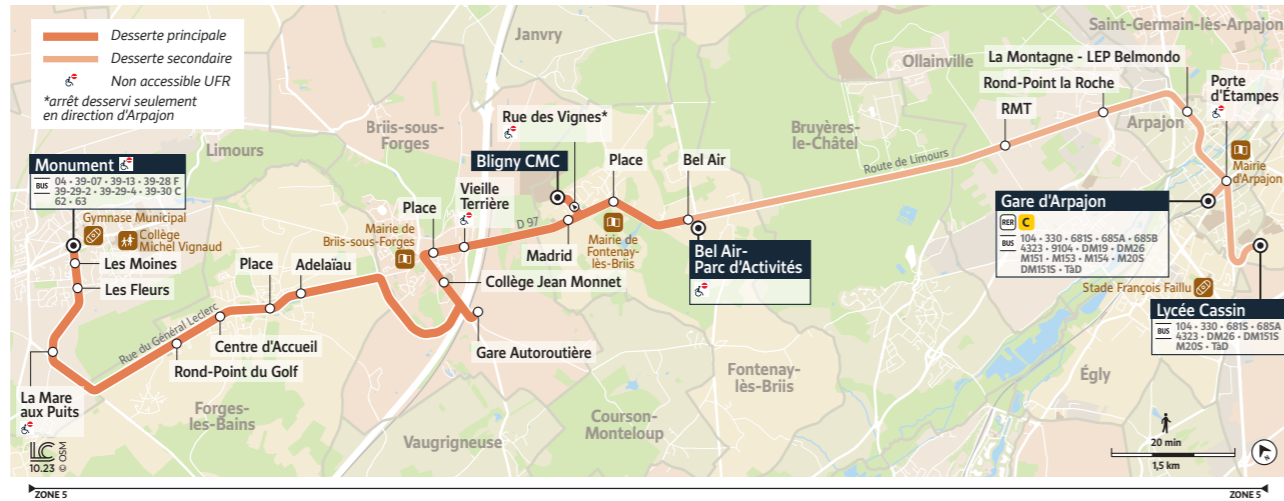 Desserte principale
Desserte secondaire
Non accessible UFR
*arrêt desservi seulement
en direction d'Arpajon
Janvry
Saint-Germain-lès-Arpajon
Ollainville
La Montagne - LEP Belmondo
Rond-Point la Roche
Porte
d'Étampes
RMT
Arpajon
Briis-sous-
Forges
Limours
Rue des Vignes*
Bruyères-
le-Châtel
Route de Limours
Monument
BUS
04 • 39-07 • 39-13 • 39-28 F
39-29-2 • 39-29-4 • 39-30 C
62 • 63
Gymnase Municipal
Collège
Michel Vignaud
Les Moines
Les Fleurs
Bligny CMC
Place
Bel Air
Vieille
Terrière
Place
Mairie de
Briis-sous-Forges
D 97
Madrid
Mairie de
Fontenay-
lès-Briis
Bel Air-
Parc d'Activités
Mairie
d'Arpajon
Gare d'Arpajon
RER C
BUS
104 • 330 • 681S • 685A • 685B
4323 • 9104 • DM19 • DM26
M151 • M153 • M154 • M20S
DM151S • TàD
Stade François Faillu
Lycée Cassin
BUS
104 • 330 • 681S • 685A
4323 • DM26 • DM151S
M20S • TàD
Place
Adelaïau
Collège Jean Monnet
Gare Autoroutière
Rue du Général Leclerc
Centre d'Accueil
Rond-Point du Golf
La Mare
aux Puits
Forges-
les-Bains
Vaugrigneuse
Courson-
Monteloup
Fontenay-
lès-Briis
Égly
20 min
1,5 km
LC
10.23 © OSM
ZONE 5
ZONE 5